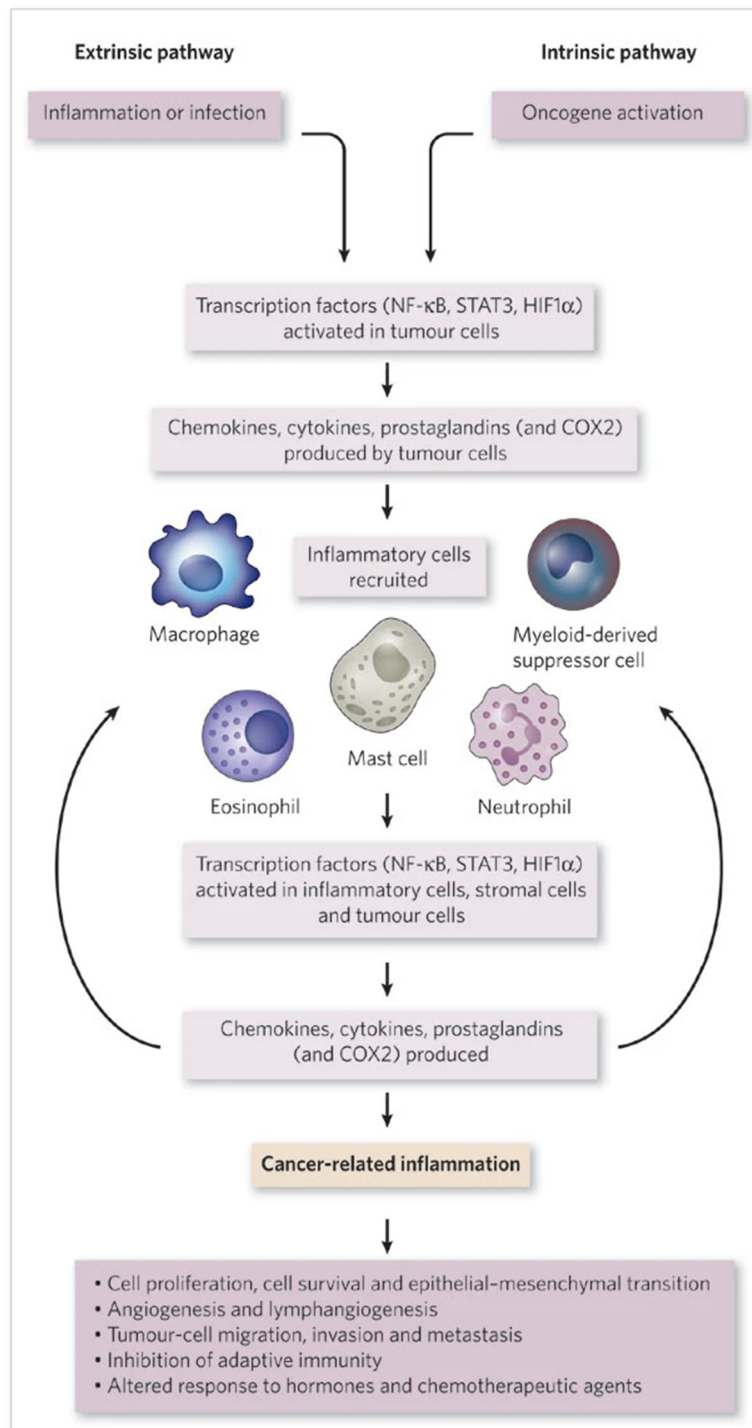 Extrinsic pathway
Intrinsic pathway
Inflammation or infection
Oncogene activation
Transcription factors (NF-κB, STAT3, HIF1α)
activated in tumour cells
Chemokines, cytokines, prostaglandins (and COX2)
produced by tumour cells
Inflammatory cells
recruited
Macrophage
Myeloid-derived
suppressor cell
Mast cell
Eosinophil
Neutrophil
Transcription factors (NF-κB, STAT3, HIF1α)
activated in inflammatory cells, stromal cells
and tumour cells
Chemokines, cytokines, prostaglandins
(and COX2) produced
Cancer-related inflammation
• Cell proliferation, cell survival and epithelial–mesenchymal transition
• Angiogenesis and lymphangiogenesis
• Tumour-cell migration, invasion and metastasis
• Inhibition of adaptive immunity
• Altered response to hormones and chemotherapeutic agents